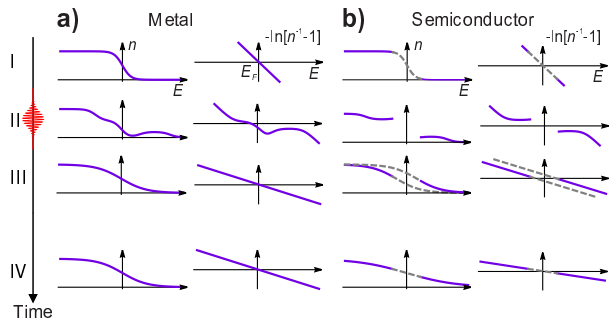 a) Metal
b) Semiconductor
I
n
E
-ln[n⁻¹-1]
E_F
E
n
E
-ln[n⁻¹-1]
E
II
III
IV
Time